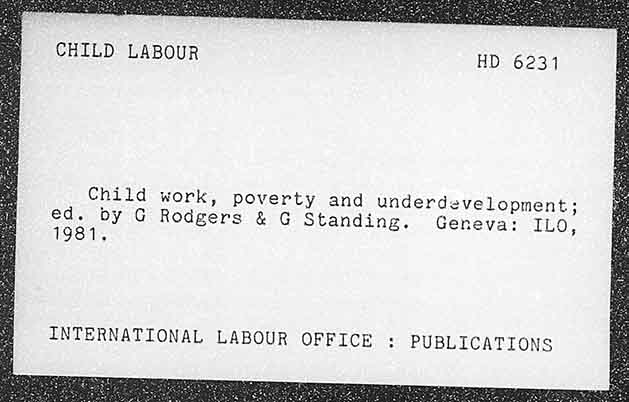 CHILD LABOUR
HD 6231
Child work, poverty and underdevelopment;
ed. by G Rodgers & G Standing. Geneva: ILO,
1981.
INTERNATIONAL LABOUR OFFICE : PUBLICATIONS